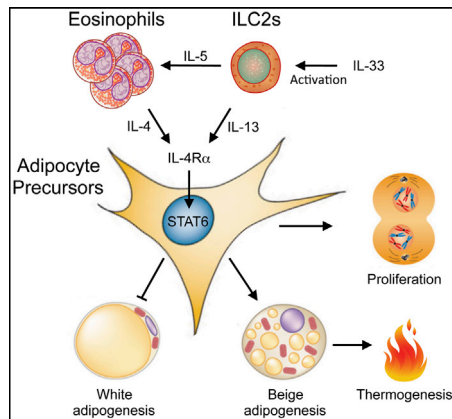 Eosinophils
ILC2s
IL-5
IL-33
Activation
IL-4
IL-13
IL-4Rα
Adipocyte
Precursors
STAT6
Proliferation
White
adipogenesis
Beige
adipogenesis
Thermogenesis